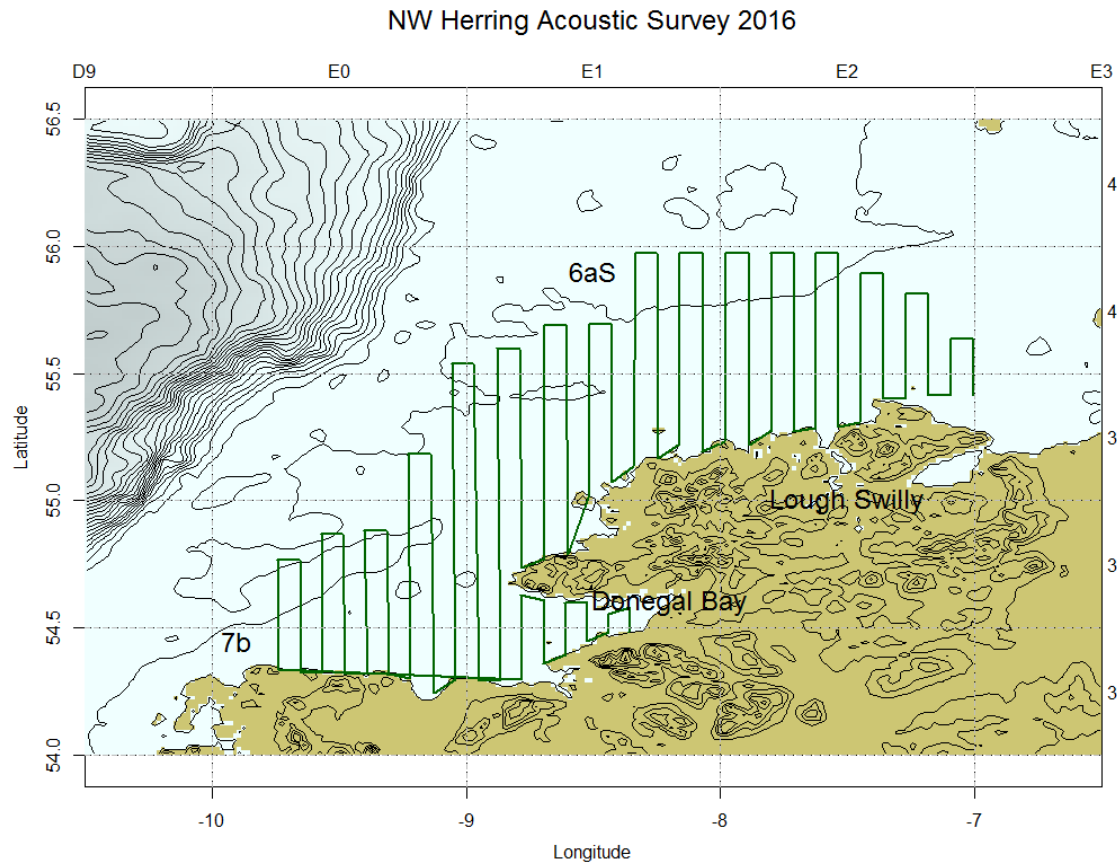 NW Herring Acoustic Survey 2016
D9 E0 E1 E2 E3
56.5
4
56.0
6aS
4
55.5
3
Latitude
55.0
Lough Swilly
3
Donegal Bay
54.5
7b
3
54.0
-10 -9 -8 -7
Longitude